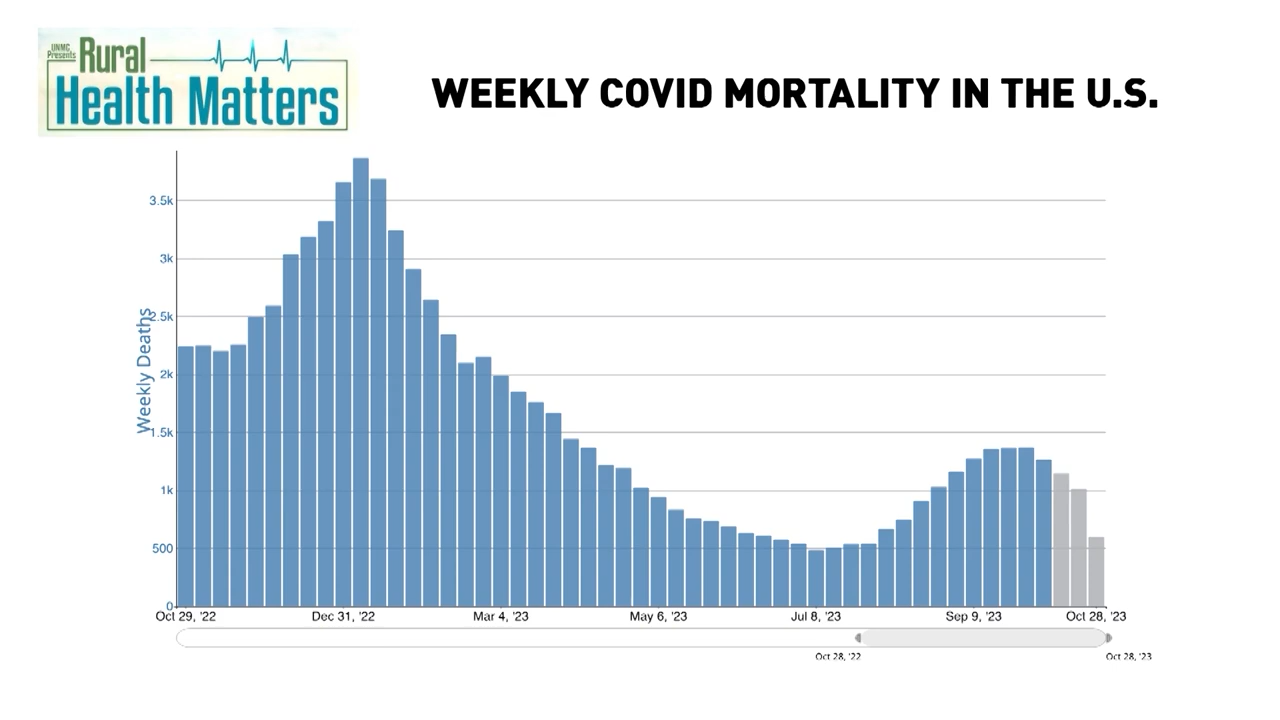 UNMC
Presents
Rural
Health Matters
WEEKLY COVID MORTALITY IN THE U.S.
3.5k
3k
2.5k
2k
1.5k
1k
500
0
Weekly Deaths
Oct 29, '22
Dec 31, '22
Mar 4, '23
May 6, '23
Jul 8, '23
Sep 9, '23
Oct 28, '23
Oct 28, '22
Oct 28, '23